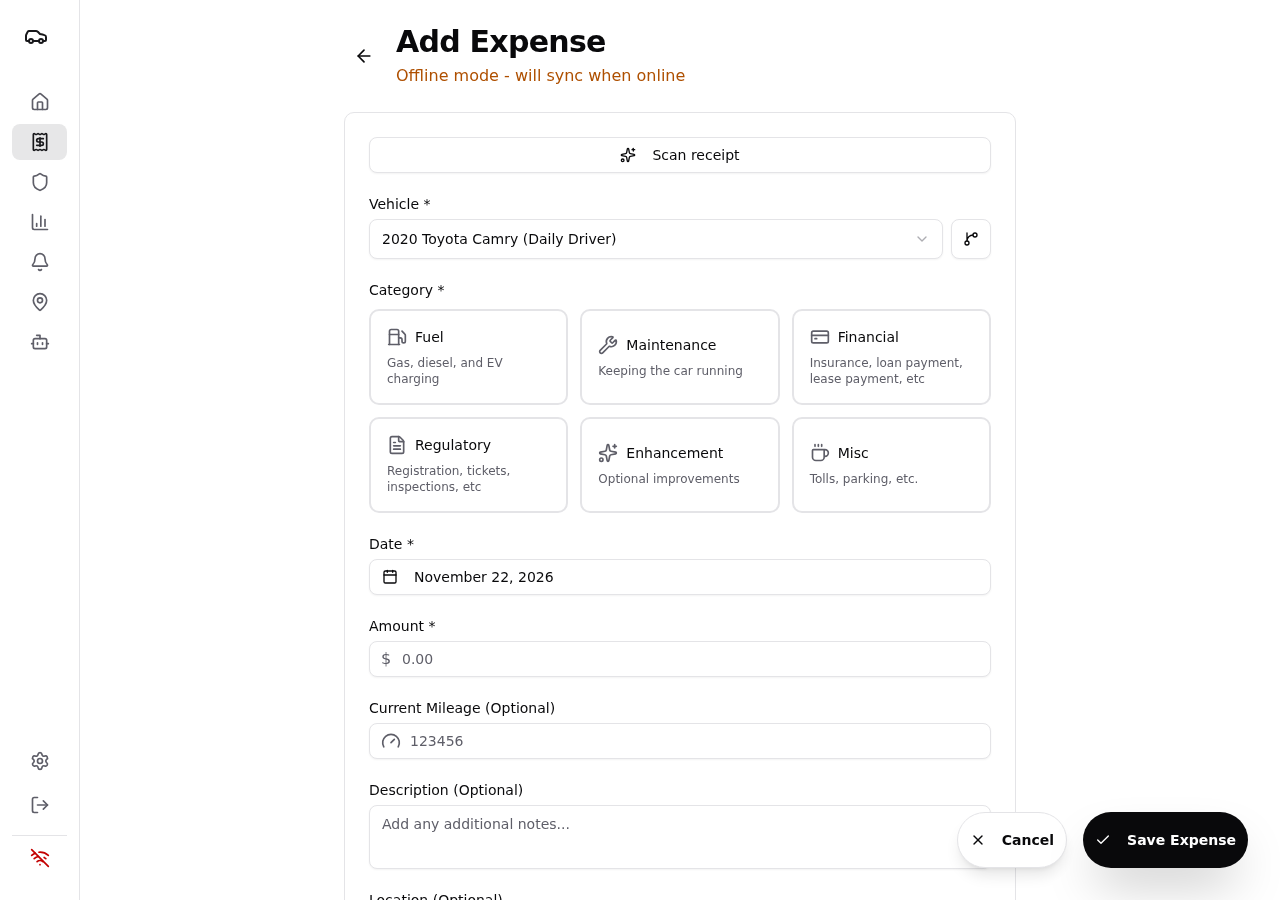 Add Expense
Offline mode - will sync when online
Scan receipt
Vehicle *
2020 Toyota Camry (Daily Driver)
Category *
Fuel
Gas, diesel, and EV
charging
Maintenance
Keeping the car running
Financial
Insurance, loan payment,
lease payment, etc
Regulatory
Registration, tickets,
inspections, etc
Enhancement
Optional improvements
Misc
Tolls, parking, etc.
Date *
November 22, 2026
Amount *
$ 0.00
Current Mileage (Optional)
123456
Description (Optional)
Add any additional notes...
Cancel
Save Expense
Location (Optional)